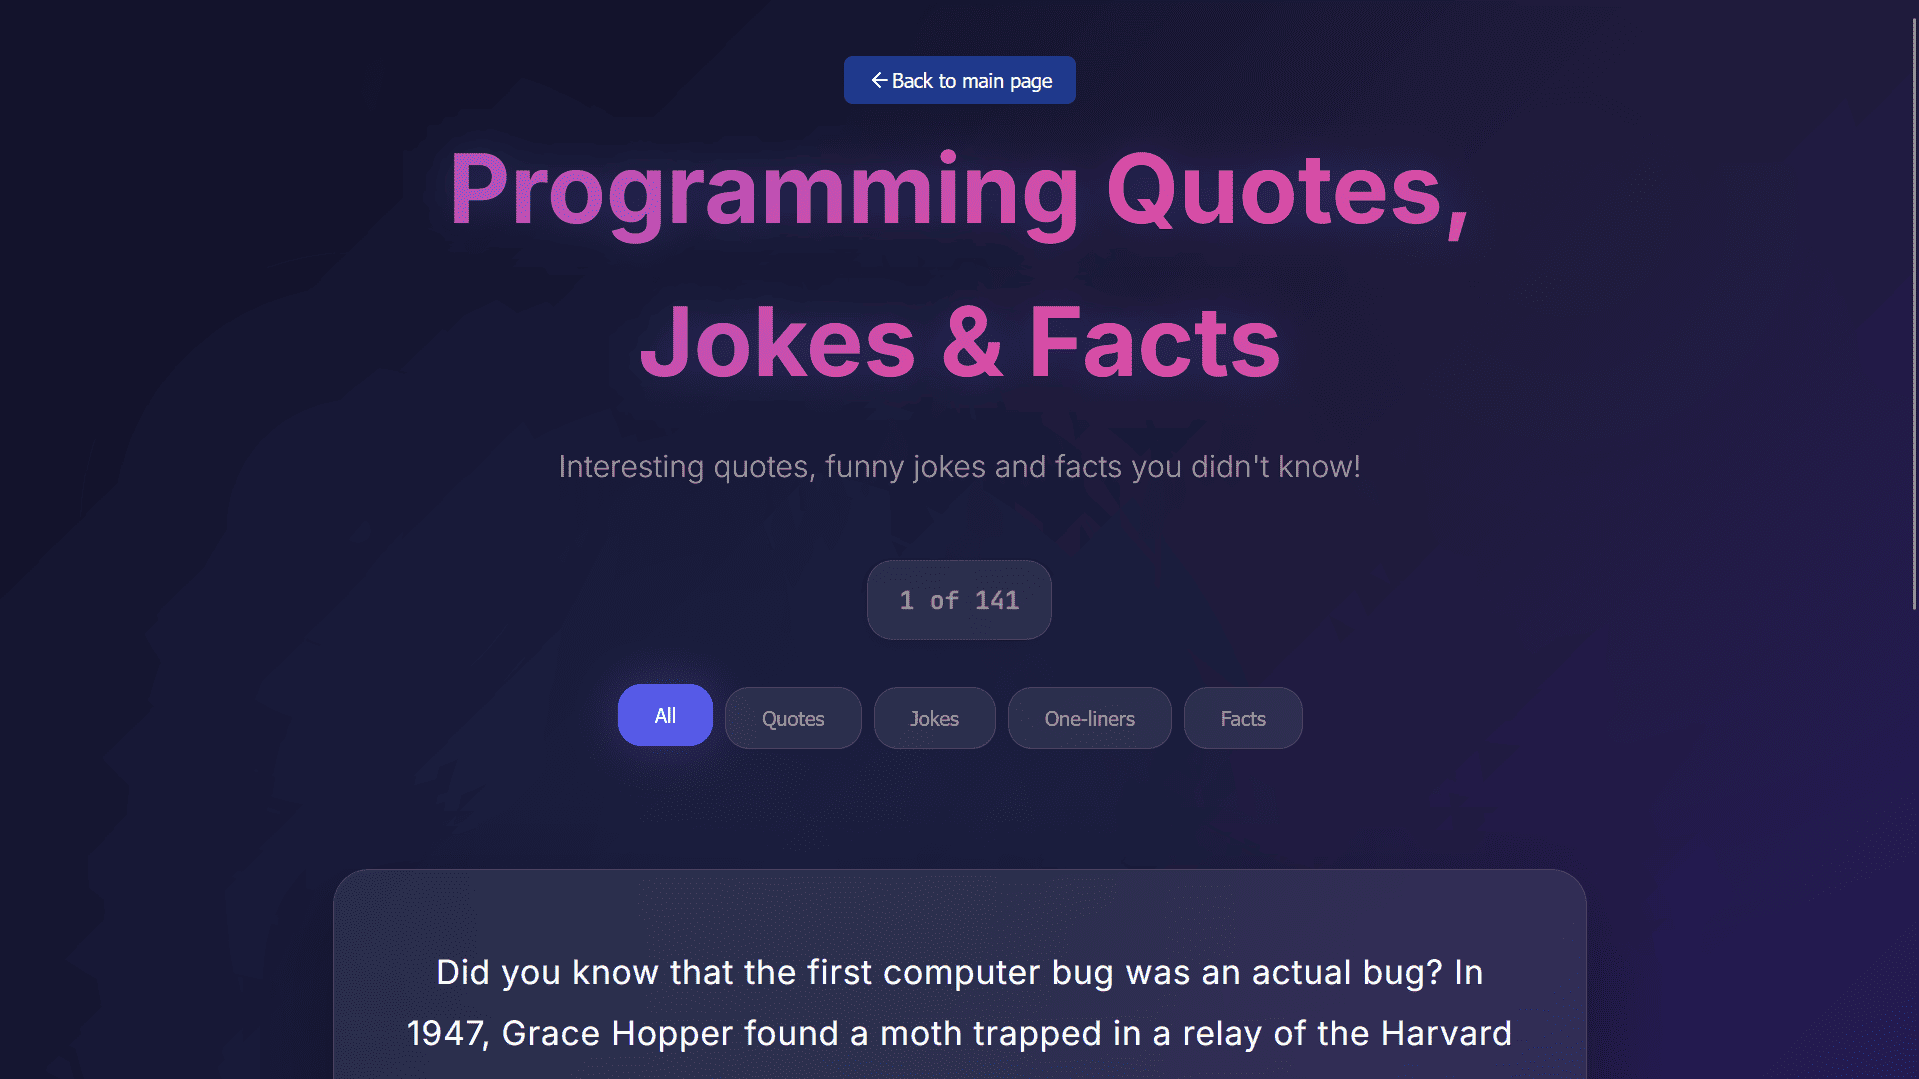 ←Back to main page
Programming Quotes,
Jokes & Facts
Interesting quotes, funny jokes and facts you didn't know!
1 of 141
All Quotes Jokes One-liners Facts
Did you know that the first computer bug was an actual bug? In
1947, Grace Hopper found a moth trapped in a relay of the Harvard